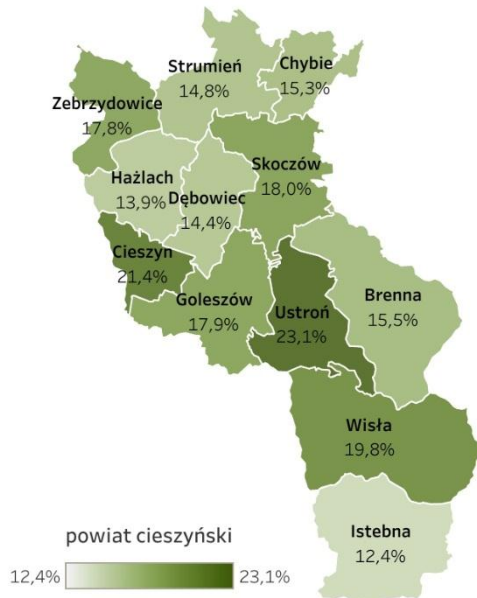 Strumień
14,8%
Chybie
15,3%
Zebrzydowice
17,8%
Skoczów
18,0%
Hażlach
13,9%
Dębowiec
14,4%
Cieszyn
21,4%
Goleszów
17,9%
Ustroń
23,1%
Brenna
15,5%
Wisła
19,8%
Istebna
12,4%
powiat cieszyński
12,4% 23,1%